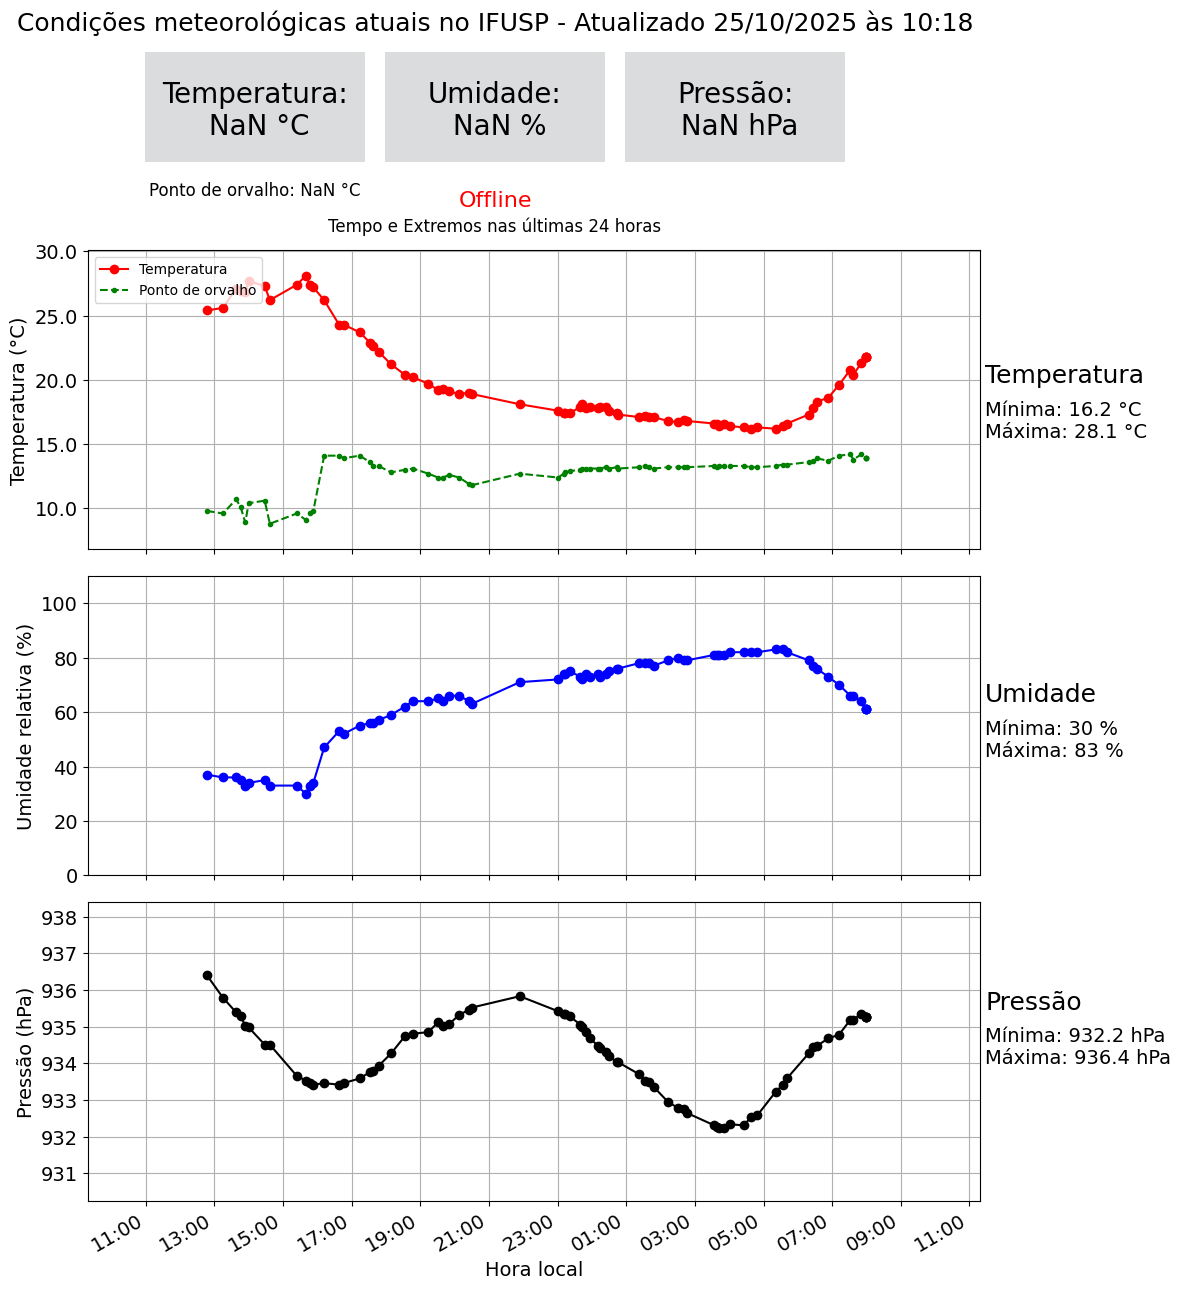 Condições meteorológicas atuais no IFUSP - Atualizado 25/10/2025 às 10:18
Temperatura:
NaN °C
Umidade:
NaN %
Pressão:
NaN hPa
Ponto de orvalho: NaN °C
Offline
Tempo e Extremos nas últimas 24 horas
Temperatura
Ponto de orvalho
30.0
25.0
20.0
15.0
10.0
Temperatura (°C)
Temperatura
Mínima: 16.2 °C
Máxima: 28.1 °C
100
80
60
40
20
0
Umidade relativa (%)
Umidade
Mínima: 30 %
Máxima: 83 %
938
937
936
935
934
933
932
931
Pressão (hPa)
Pressão
Mínima: 932.2 hPa
Máxima: 936.4 hPa
11:00 13:00 15:00 17:00 19:00 21:00 23:00 01:00 03:00 05:00 07:00 09:00 11:00
Hora local